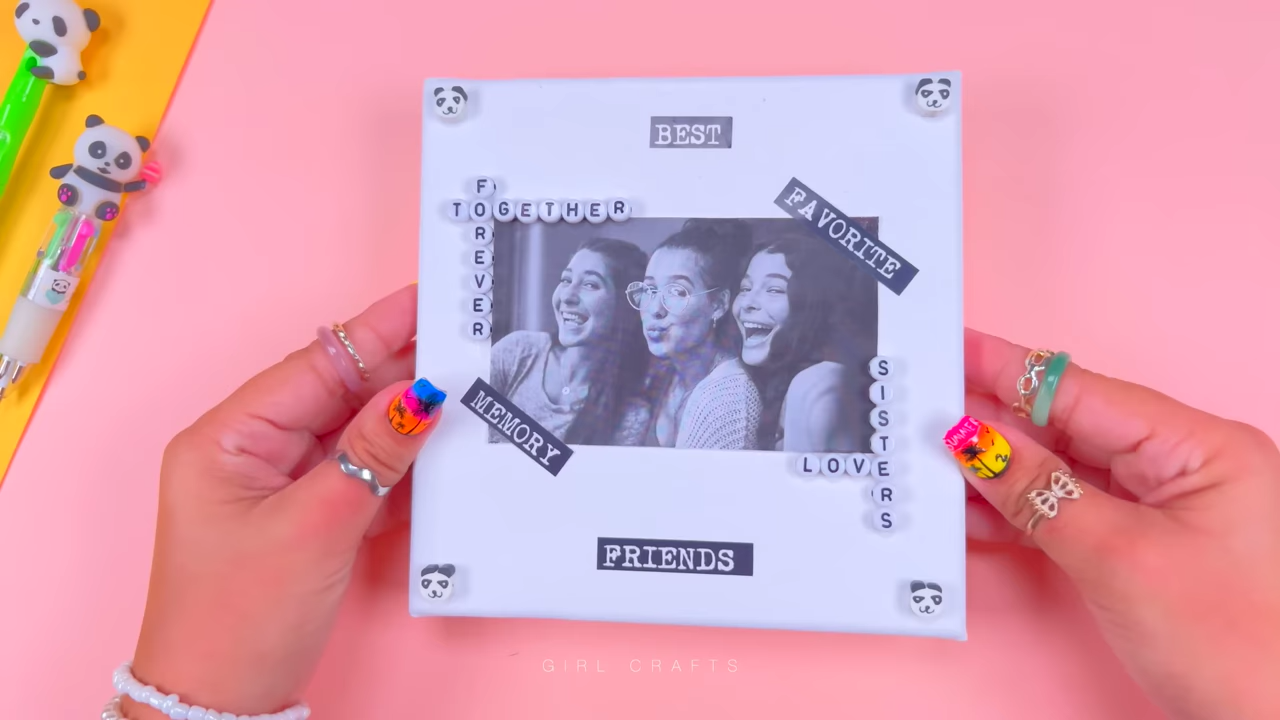 BEST
FOREVER
TOGETHER
FAVORITE
MEMORY
SISTERS
LOVE
FRIENDS
GIRL CRAFTS